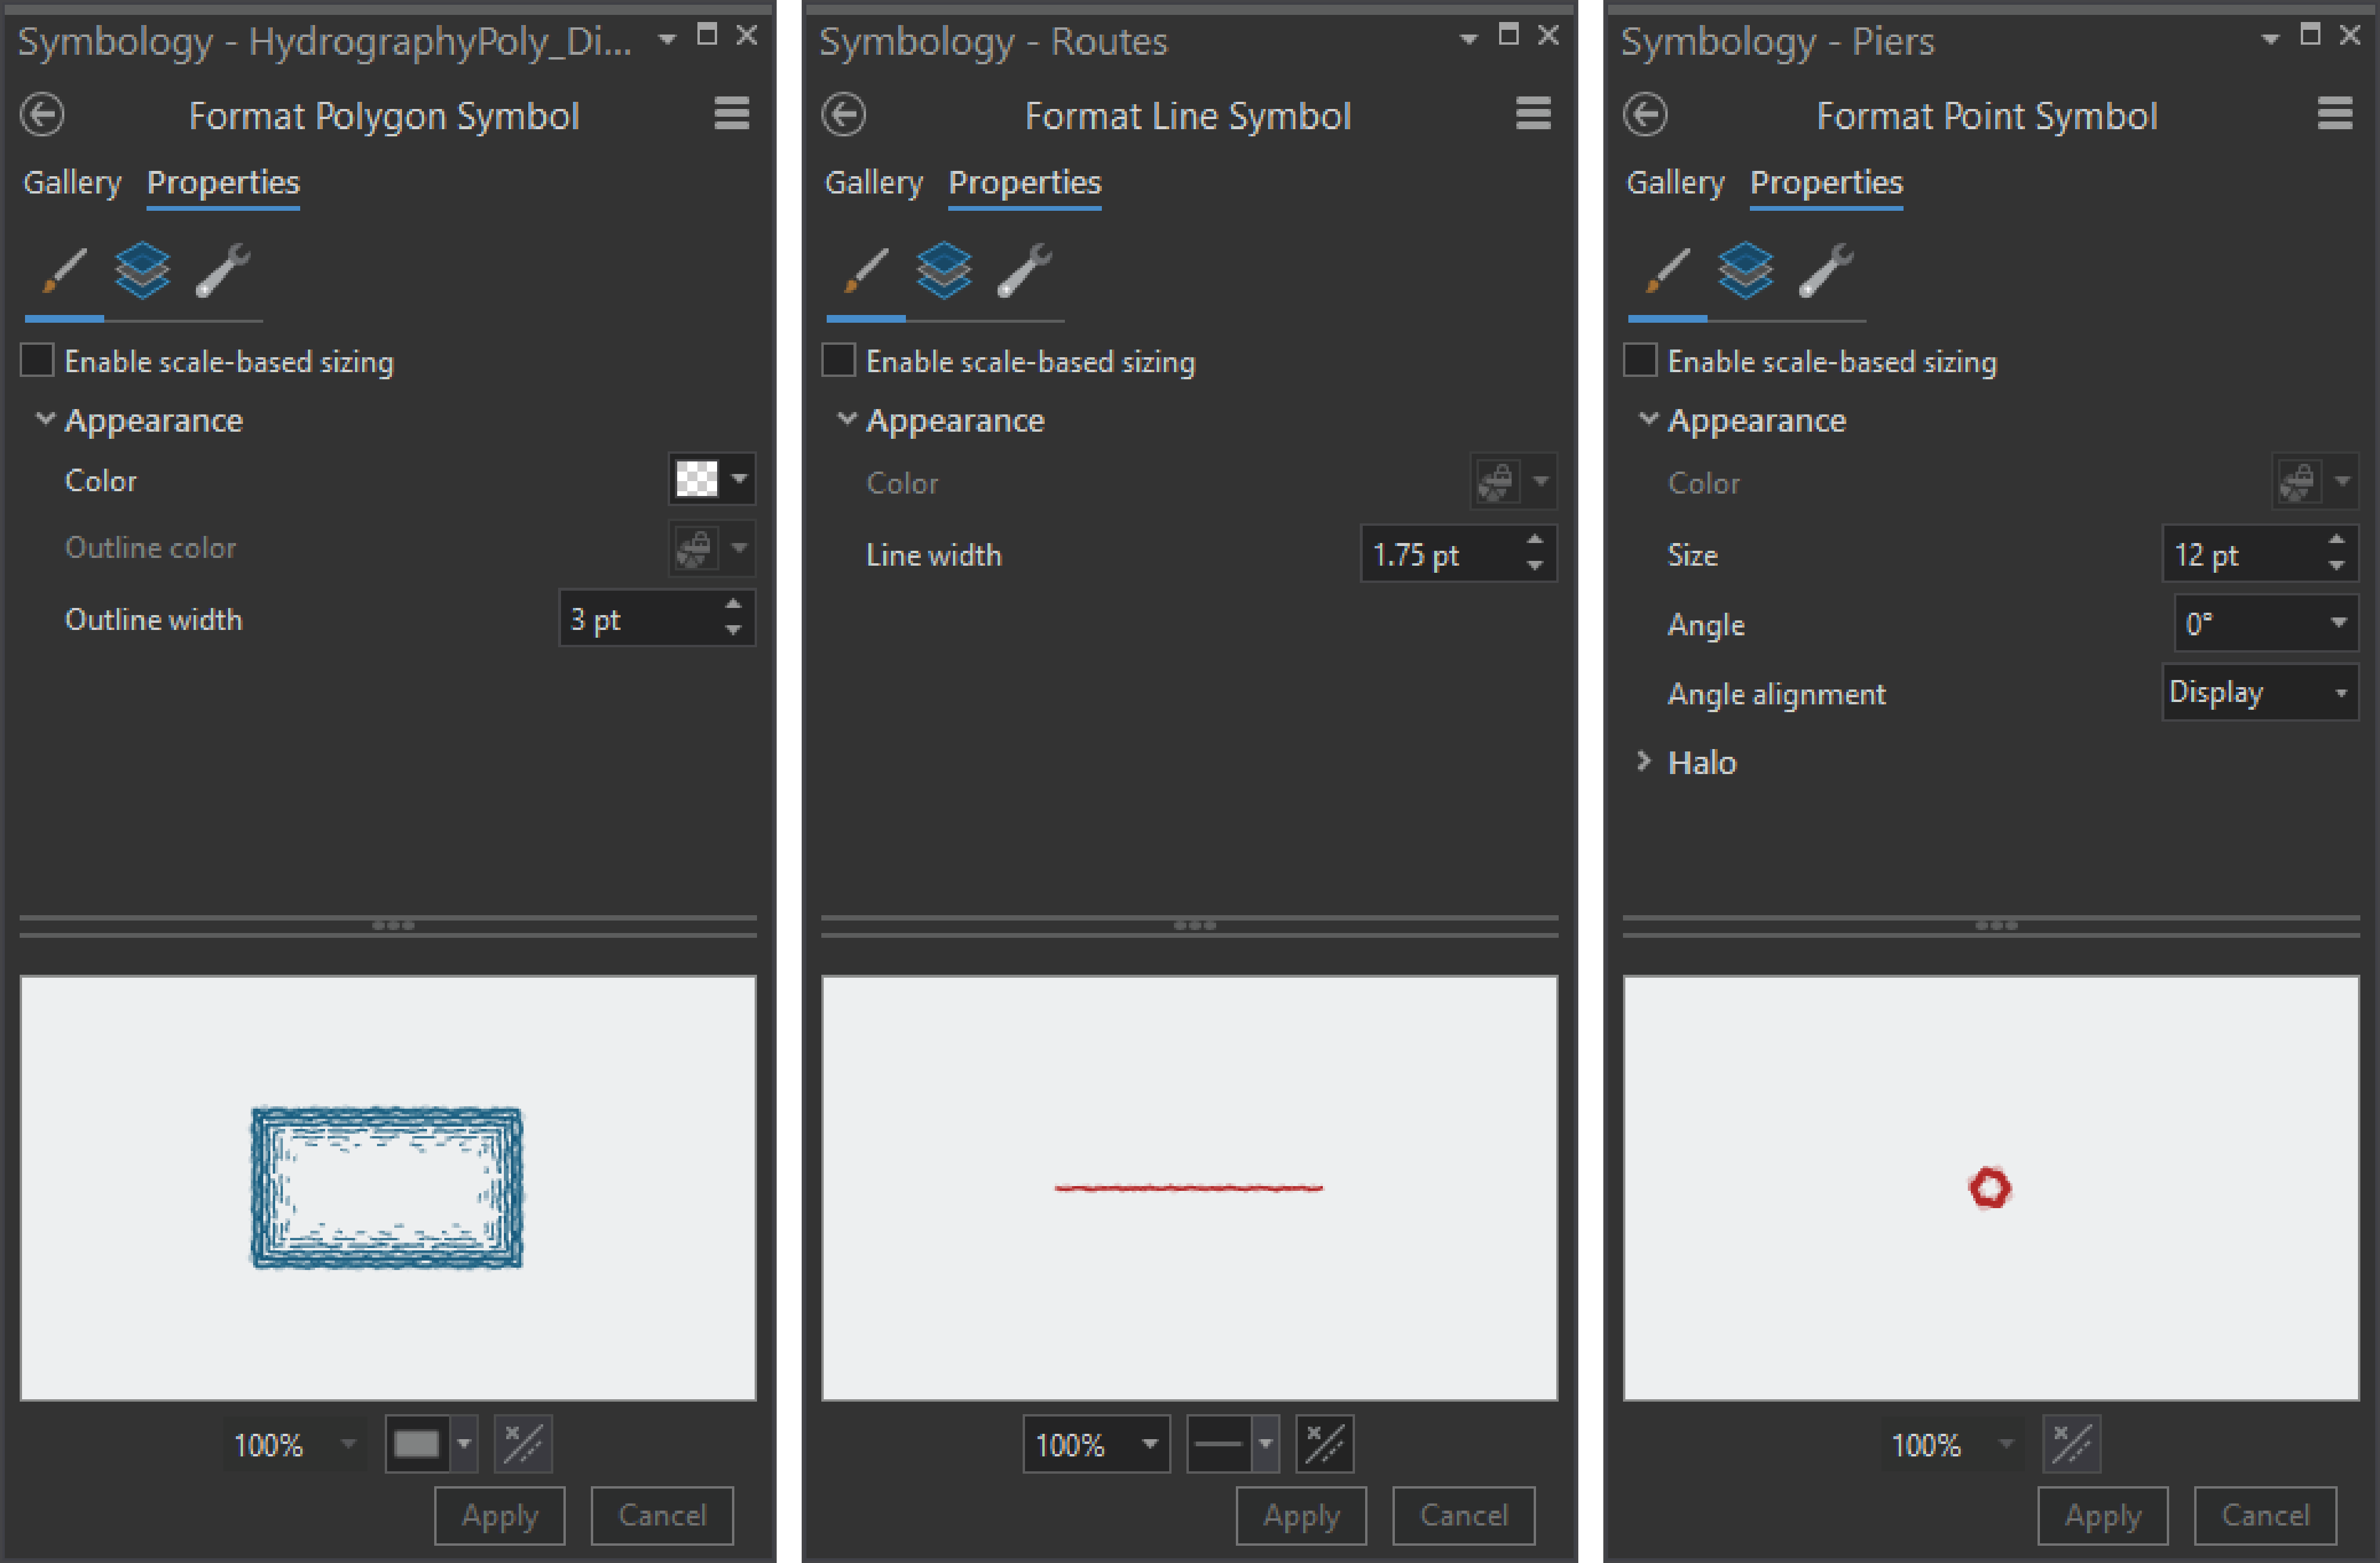 Symbology - HydrographyPoly_Di...
Format Polygon Symbol
Gallery Properties
Enable scale-based sizing
Appearance
Color
Outline color
Outline width 3 pt
100%
Apply Cancel
Symbology - Routes
Format Line Symbol
Gallery Properties
Enable scale-based sizing
Appearance
Color
Line width 1.75 pt
100%
Apply Cancel
Symbology - Piers
Format Point Symbol
Gallery Properties
Enable scale-based sizing
Appearance
Color
Size 12 pt
Angle 0°
Angle alignment Display
Halo
100%
Apply Cancel